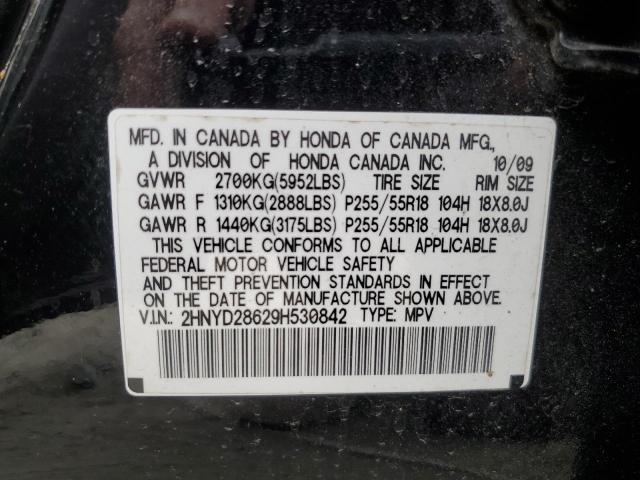 MFD. IN CANADA BY HONDA OF CANADA MFG.,
A DIVISION OF HONDA CANADA INC. 10/09
GVWR 2700KG(5952LBS) TIRE SIZE RIM SIZE
GAWR F 1310KG(2888LBS) P255/55R18 104H 18X8.0J
GAWR R 1440KG(3175LBS) P255/55R18 104H 18X8.0J
THIS VEHICLE CONFORMS TO ALL APPLICABLE
FEDERAL MOTOR VEHICLE SAFETY
AND THEFT PREVENTION STANDARDS IN EFFECT
ON THE DATE OF MANUFACTURE SHOWN ABOVE.
V.IN.: 2HNYD28629H530842 TYPE: MPV